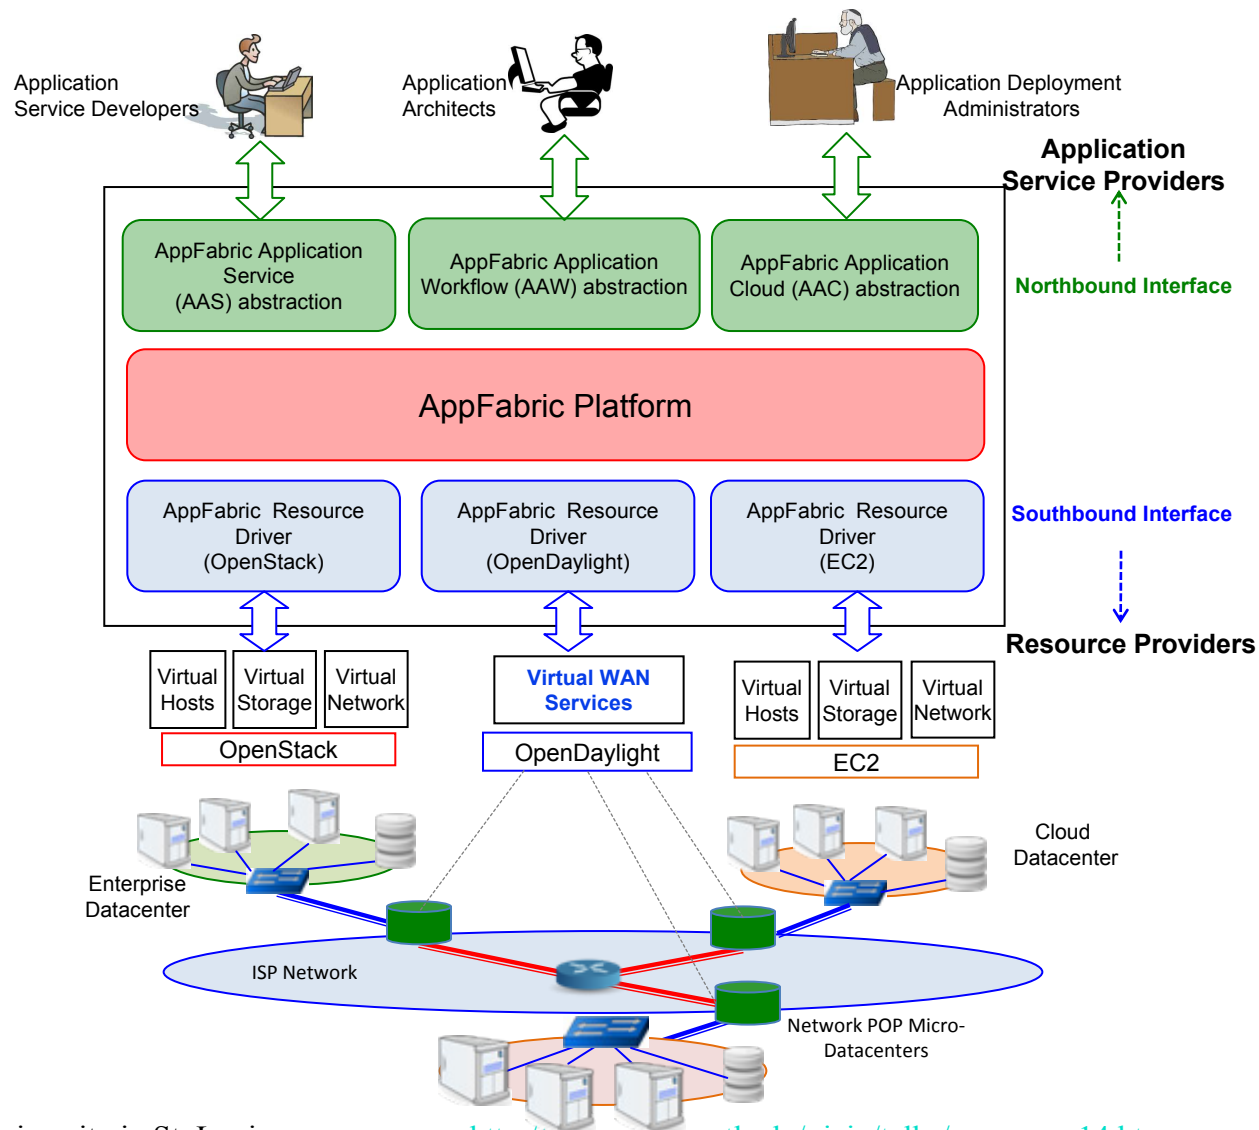 Application
Service Developers
Application
Architects
Application Deployment
Administrators
Application
Service Providers
AppFabric Application
Service
(AAS) abstraction
AppFabric Application
Workflow (AAW) abstraction
AppFabric Application
Cloud (AAC) abstraction
Northbound Interface
AppFabric Platform
AppFabric Resource
Driver
(OpenStack)
AppFabric Resource
Driver
(OpenDaylight)
AppFabric Resource
Driver
(EC2)
Southbound Interface
Resource Providers
Virtual
Hosts
Virtual
Storage
Virtual
Network
OpenStack
Virtual WAN
Services
OpenDaylight
Virtual
Hosts
Virtual
Storage
Virtual
Network
EC2
Enterprise
Datacenter
Cloud
Datacenter
ISP Network
Network POP Micro-
Datacenters